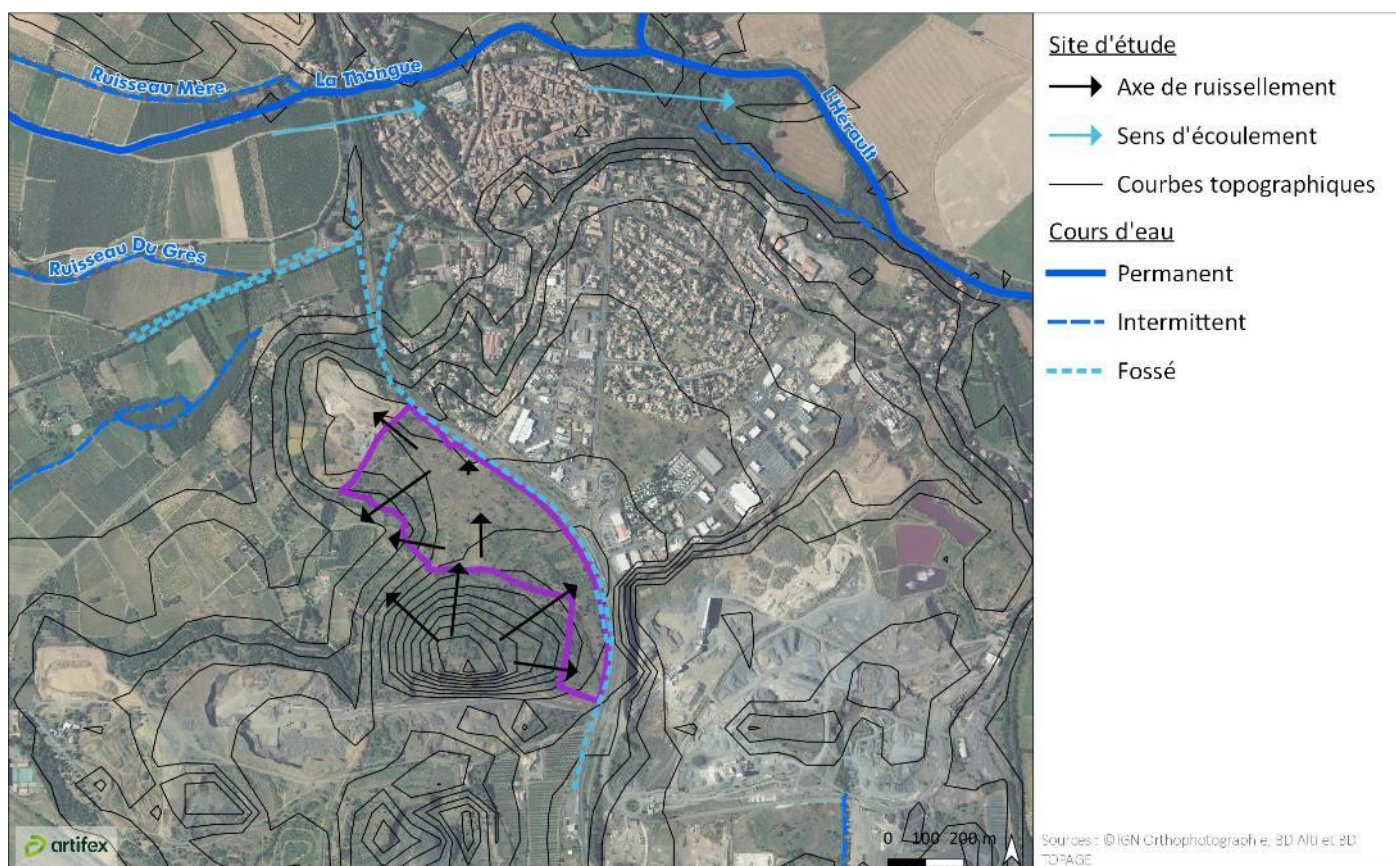 Ruisseau Mère
La Thongue
L'Hérault
Ruisseau Du Grès
artifex
0 100 200 m
Site d'étude
Axe de ruissellement
Sens d'écoulement
Courbes topographiques
Cours d'eau
Permanent
Intermittent
Fossé
Sources : © IGN Orthophotographie, BD Alti et BD
TOPAGE